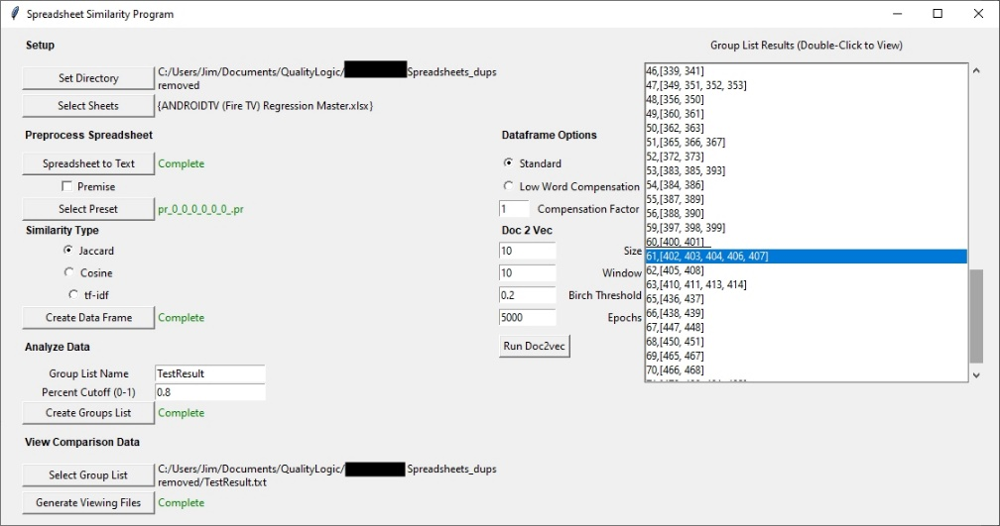 Spreadsheet Similarity Program
Setup
Set Directory
C:/Users/Jim/Documents/QualityLogic/ Spreadsheets_dups
removed
Select Sheets
{ANDROIDTV (Fire TV) Regression Master.xlsx}
Preprocess Spreadsheet
Spreadsheet to Text
Complete
Premise
Select Preset
pr_0_0_0_0_0_0_.pr
Similarity Type
Jaccard
Cosine
tf-idf
Create Data Frame
Complete
Analyze Data
Group List Name
TestResult
Percent Cutoff (0-1)
0.8
Create Groups List
Complete
View Comparison Data
Select Group List
C:/Users/Jim/Documents/QualityLogic/ Spreadsheets_dups
removed/TestResult.txt
Generate Viewing Files
Complete
Dataframe Options
Standard
Low Word Compensation
1
Compensation Factor
Doc 2 Vec
10
Size
10
Window
0.2
Birch Threshold
5000
Epochs
Run Doc2vec
Group List Results (Double-Click to View)
46,[339, 341]
47,[349, 351, 352, 353]
48,[356, 350]
49,[360, 361]
50,[362, 363]
51,[365, 366, 367]
52,[372, 373]
53,[383, 385, 393]
54,[384, 386]
55,[387, 389]
56,[388, 390]
59,[397, 398, 399]
60,[400, 401]
61,[402, 403, 404, 406, 407]
62,[405, 408]
63,[410, 411, 413, 414]
65,[436, 437]
66,[438, 439]
67,[447, 448]
68,[450, 451]
69,[465, 467]
70,[466, 468]